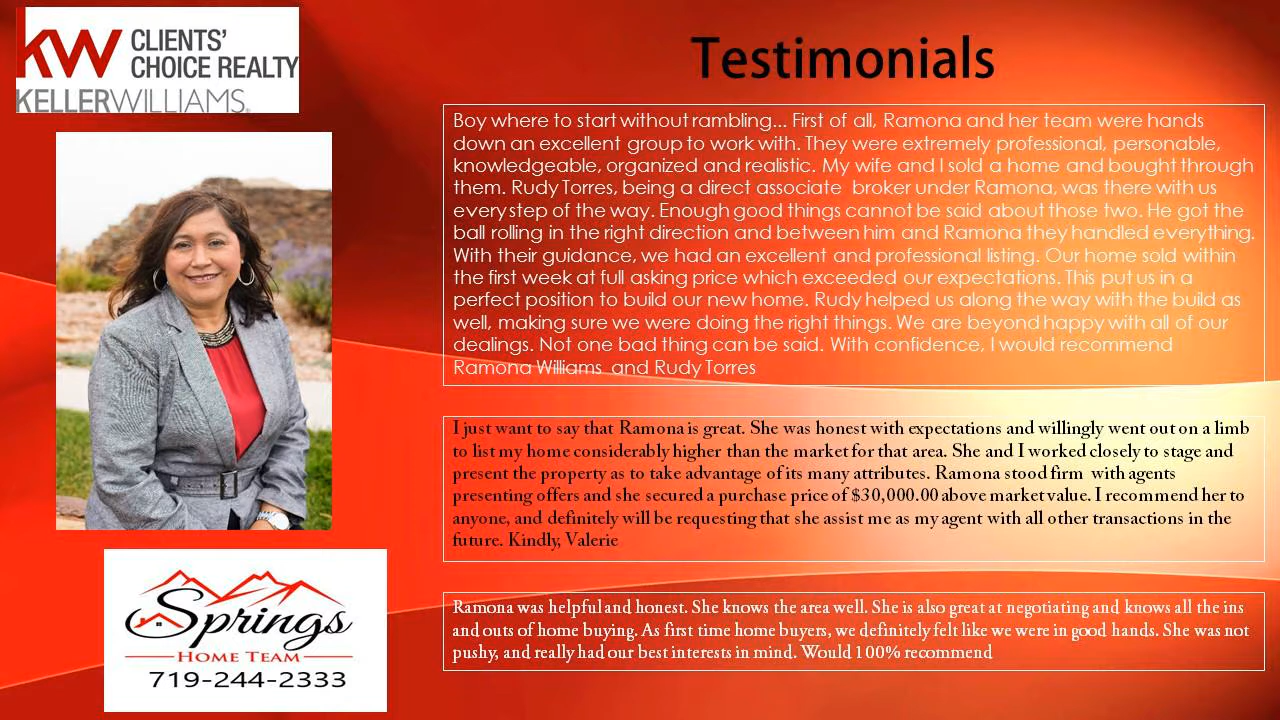 KW CLIENTS'
CHOICE REALTY
KELLERWILLIAMS.
Testimonials
Boy where to start without rambling... First of all, Ramona and her team were hands
down an excellent group to work with. They were extremely professional, personable,
knowledgeable, organized and realistic. My wife and I sold a home and bought through
them. Rudy Torres, being a direct associate broker under Ramona, was there with us
every step of the way. Enough good things cannot be said about those two. He got the
ball rolling in the right direction and between him and Ramona they handled everything.
With their guidance, we had an excellent and professional listing. Our home sold within
the first week at full asking price which exceeded our expectations. This put us in a
perfect position to build our new home. Rudy helped us along the way with the build as
well, making sure we were doing the right things. We are beyond happy with all of our
dealings. Not one bad thing can be said. With confidence, I would recommend
Ramona Williams and Rudy Torres
I just want to say that Ramona is great. She was honest with expectations and willingly went out on a limb
to list my home considerably higher than the market for that area. She and I worked closely to stage and
present the property as to take advantage of its many attributes. Ramona stood firm with agents
presenting offers and she secured a purchase price of $30,000.00 above market value. I recommend her to
anyone, and definitely will be requesting that she assist me as my agent with all other transactions in the
future. Kindly, Valerie
Ramona was helpful and honest. She knows the area well. She is also great at negotiating and knows all the ins
and outs of home buying. As first time home buyers, we definitely felt like we were in good hands. She was not
pushy, and really had our best interests in mind. Would 100% recommend
Springs
HOME TEAM
719-244-2333